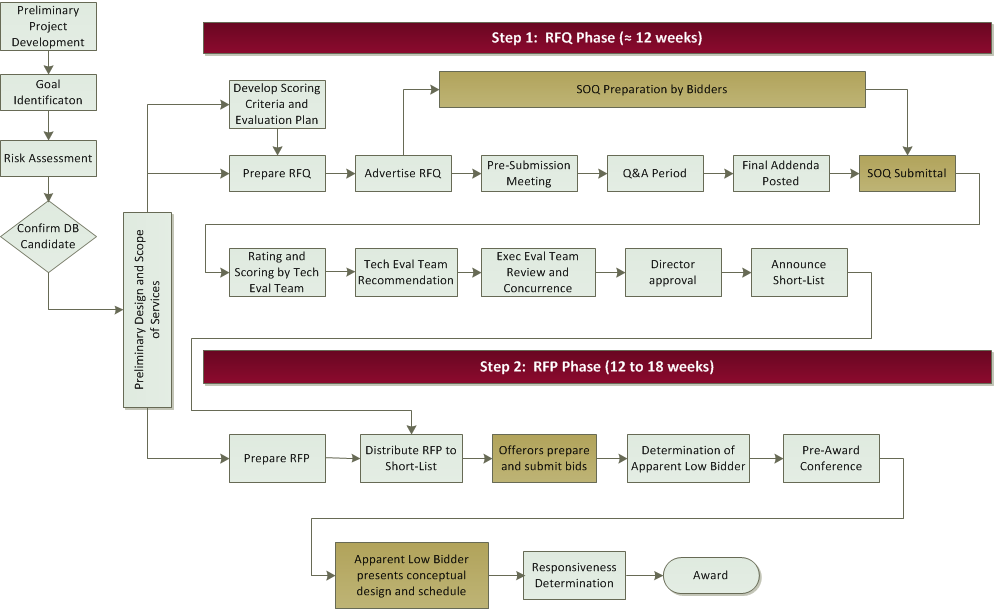 Preliminary
Project
Development
Goal
Identificaton
Risk Assessment
Confirm DB
Candidate
Preliminary Design and Scope
of Services
Step 1:  RFQ Phase (≈ 12 weeks)
Develop Scoring
Criteria and
Evaluation Plan
SOQ Preparation by Bidders
Prepare RFQ
Advertise RFQ
Pre-Submission
Meeting
Q&A Period
Final Addenda
Posted
SOQ Submittal
Rating and
Scoring by Tech
Eval Team
Tech Eval Team
Recommendation
Exec Eval Team
Review and
Concurrence
Director
approval
Announce
Short-List
Step 2:  RFP Phase (12 to 18 weeks)
Prepare RFP
Distribute RFP to
Short-List
Offerors prepare
and submit bids
Determination of
Apparent Low Bidder
Pre-Award
Conference
Apparent Low Bidder
presents conceptual
design and schedule
Responsiveness
Determination
Award